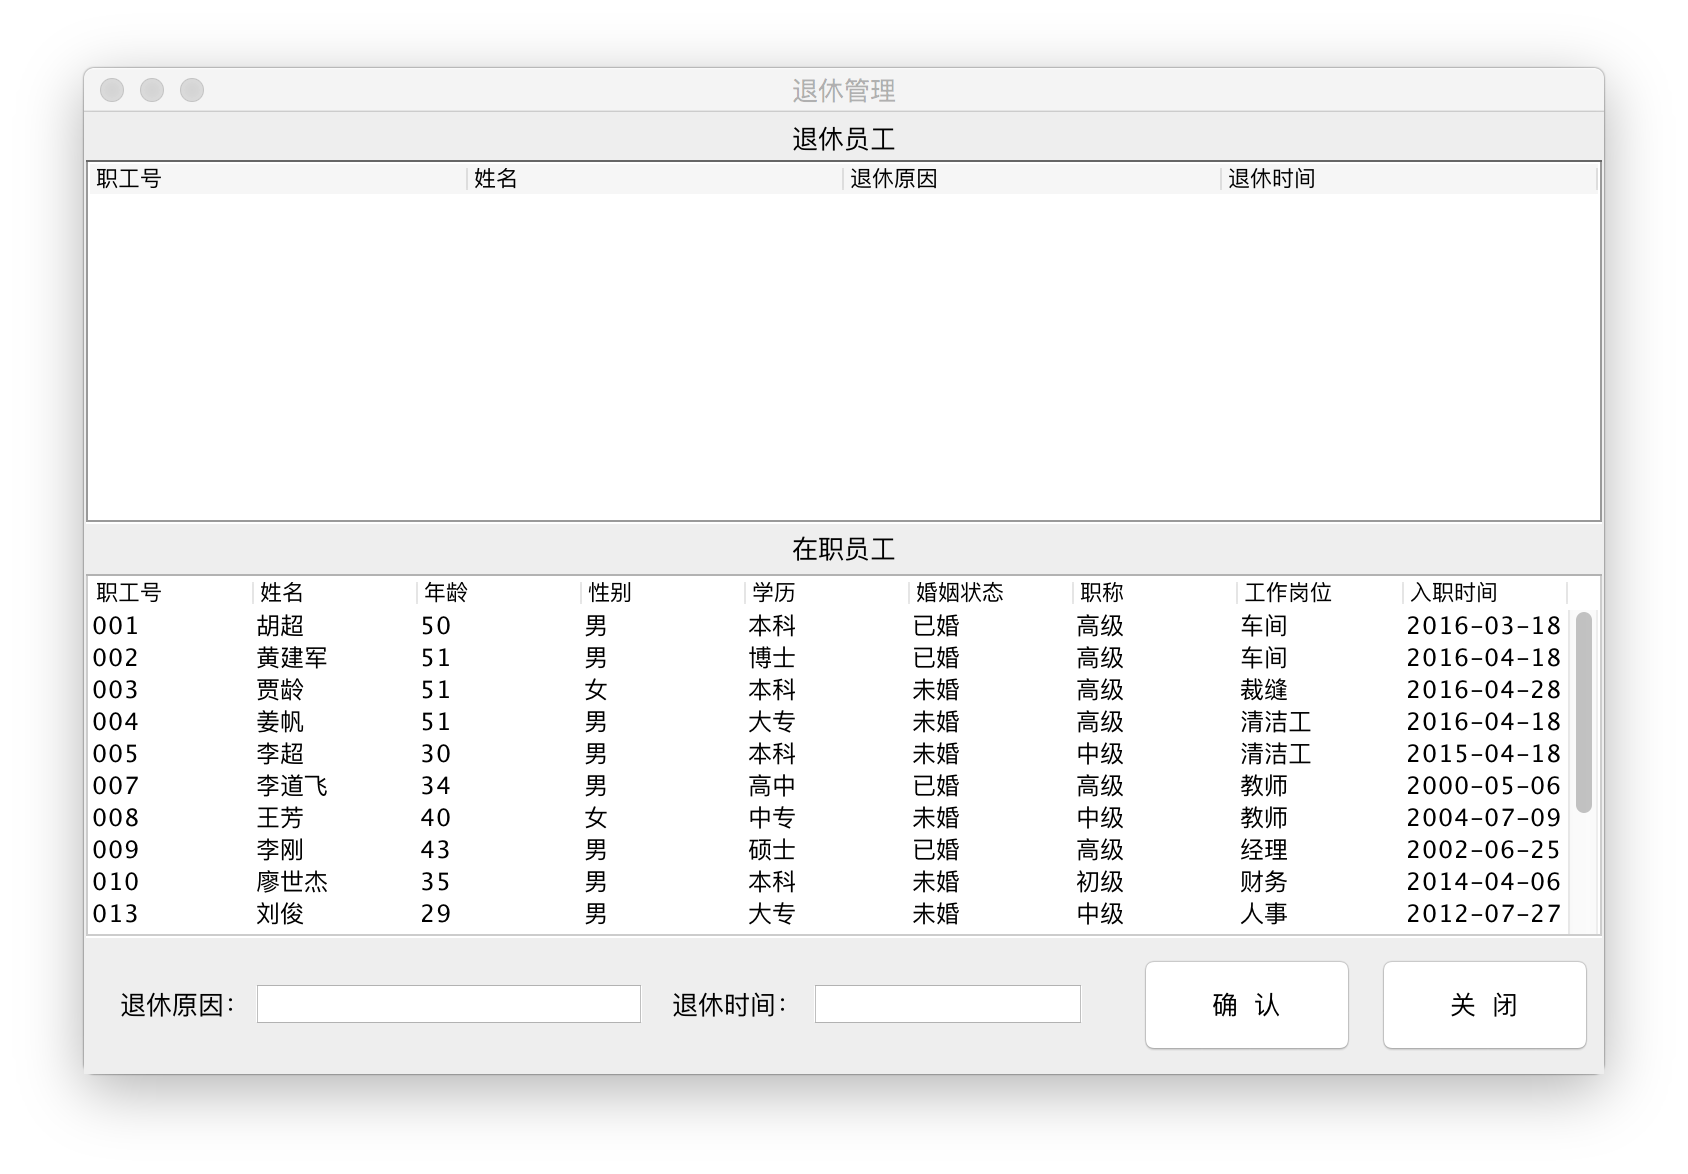 退休管理
退休员工
职工号 姓名 退休原因 退休时间
在职员工
职工号 姓名 年龄 性别 学历 婚姻状态 职称 工作岗位 入职时间
001 胡超 50 男 本科 已婚 高级 车间 2016-03-18
002 黄建军 51 男 博士 已婚 高级 车间 2016-04-18
003 贾龄 51 女 本科 未婚 高级 裁缝 2016-04-28
004 姜帆 51 男 大专 未婚 高级 清洁工 2016-04-18
005 李超 30 男 本科 未婚 中级 清洁工 2015-04-18
007 李道飞 34 男 高中 已婚 高级 教师 2000-05-06
008 王芳 40 女 中专 未婚 中级 教师 2004-07-09
009 李刚 43 男 硕士 已婚 高级 经理 2002-06-25
010 廖世杰 35 男 本科 未婚 初级 财务 2014-04-06
013 刘俊 29 男 大专 未婚 中级 人事 2012-07-27
退休原因: 退休时间: 确 认 关 闭